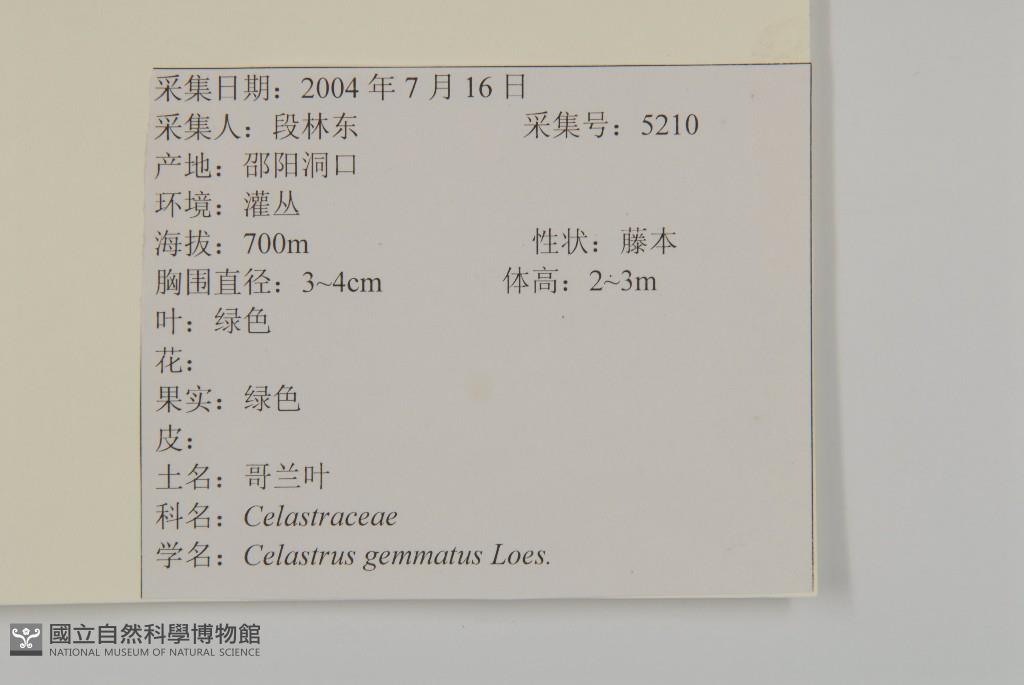 采集日期：2004 年 7 月 16 日
采集人：段林东 采集号：5210
产地：邵阳洞口
环境：灌丛
海拔：700m 性状：藤本
胸围直径：3~4cm 体高：2~3m
叶：绿色
花：
果实：绿色
皮：
土名：哥兰叶
科名：Celastraceae
学名：Celastrus gemmatus Loes.
國立自然科學博物館
NATIONAL MUSEUM OF NATURAL SCIENCE